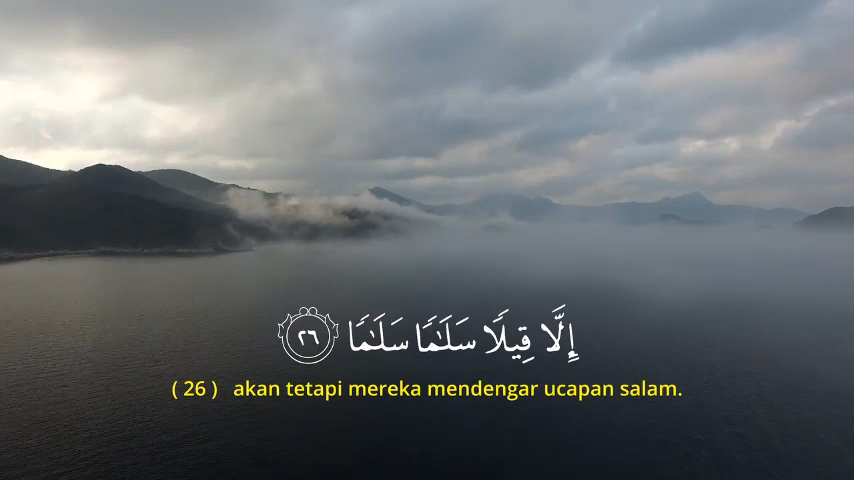 إِلَّا قِيلًا سَلَـٰمًا سَلَـٰمًا ٢٦
( 26 ) akan tetapi mereka mendengar ucapan salam.